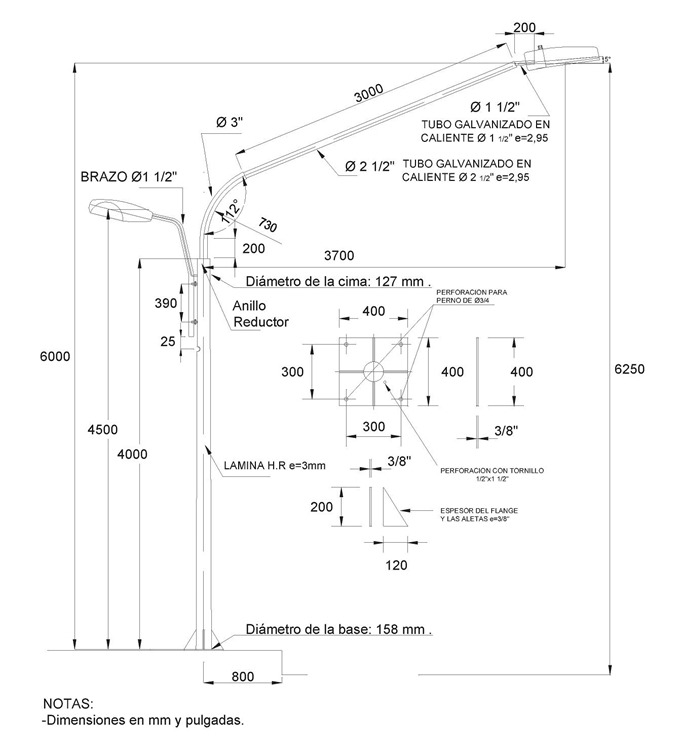 200
15°
3000
Ø 1 1/2"
TUBO GALVANIZADO EN
CALIENTE Ø 1 1/2" e=2,95
Ø 3"
Ø 2 1/2"
TUBO GALVANIZADO EN
CALIENTE Ø 2 1/2" e=2,95
BRAZO Ø1 1/2"
112°
730
200
3700
Diámetro de la cima: 127 mm .
PERFORACIÓN PARA
PERNO DE Ø3/4
390
Anillo
Reductor
400
25
6000
300
400
400
6250
4500
4000
300
3/8"
LAMINA H.R e=3mm
3/8"
PERFORACION CON TORNILLO
1/2"x1 1/2"
200
ESPESOR DEL FLANGE
Y LAS ALETAS e=3/8"
120
Diámetro de la base: 158 mm .
800
NOTAS:
-Dimensiones en mm y pulgadas.